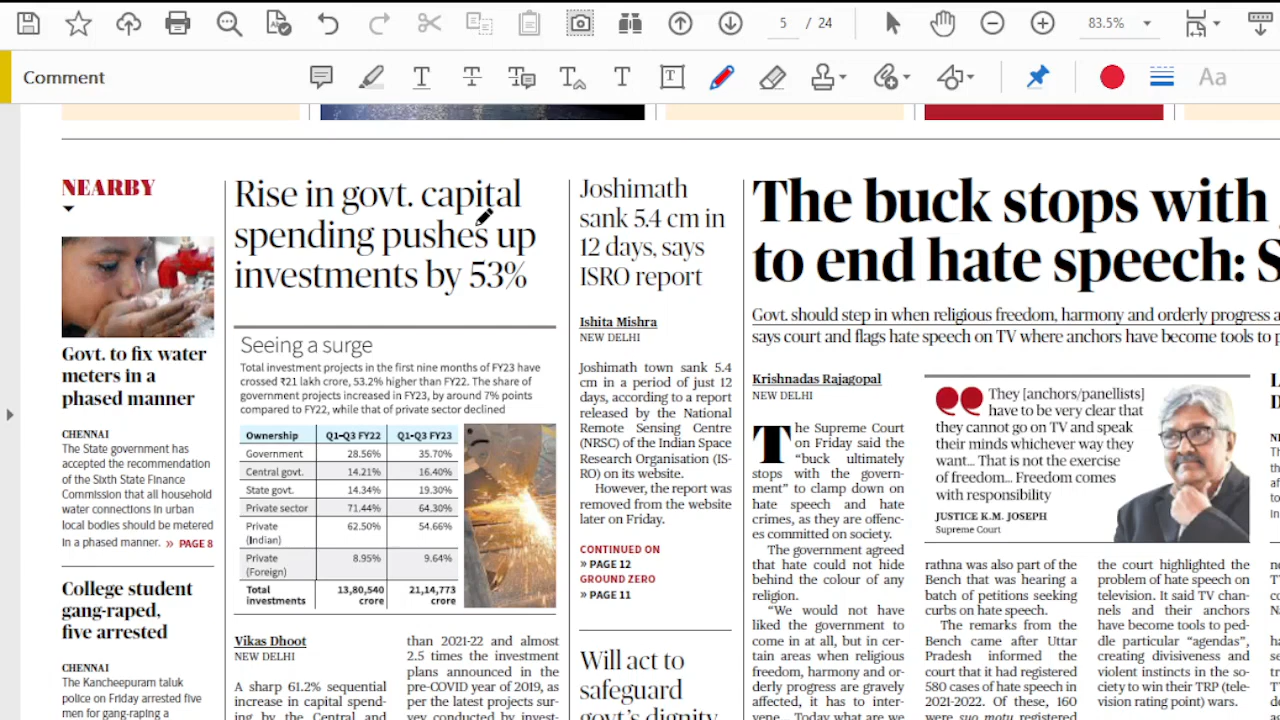 5 / 24
83.5%
Comment
T
T
T
T
T
T
Aa
NEARBY
Govt. to fix water
meters in a
phased manner
CHENNAI
The State government has
accepted the recommendation
of the Sixth State Finance
Commission that all household
water connections in urban
local bodies should be metered
in a phased manner. » PAGE 8
College student
gang-raped,
five arrested
CHENNAI
The Kancheepuram taluk
police on Friday arrested five
men for gang-raping a
Rise in govt. capital
spending pushes up
investments by 53%
Seeing a surge
Total investment projects in the first nine months of FY23 have
crossed ₹21 lakh crore, 53.2% higher than FY22. The share of
government projects increased in FY23, by around 7% points
compared to FY22, while that of private sector declined
Ownership Q1-Q3 FY22 Q1-Q3 FY23
Government 28.56% 35.70%
Central govt. 14.21% 16.40%
State govt. 14.34% 19.30%
Private sector 71.44% 64.30%
Private 62.50% 54.66%
(Indian)
Private 8.95% 9.64%
(Foreign)
Total 13,80,540 21,14,773
investments crore crore
Vikas Dhoot
NEW DELHI
A sharp 61.2% sequential
increase in capital spend-
ing by the Central and
than 2021-22 and almost
2.5 times the investment
plans announced in the
pre-COVID year of 2019, as
per the latest projects sur-
vey conducted by invest-
Joshimath
sank 5.4 cm in
12 days, says
ISRO report
Ishita Mishra
NEW DELHI
Joshimath town sank 5.4
cm in a period of just 12
days, according to a report
released by the National
Remote Sensing Centre
(NRSC) of the Indian Space
Research Organisation (IS-
RO) on its website.
However, the report was
removed from the website
later on Friday.
CONTINUED ON
» PAGE 12
GROUND ZERO
» PAGE 11
Will act to
safeguard
govt's dignity
The buck stops with
to end hate speech: S
Govt. should step in when religious freedom, harmony and orderly progress a
says court and flags hate speech on TV where anchors have become tools to p
Krishnadas Rajagopal
NEW DELHI
The Supreme Court
on Friday said the
“buck ultimately
stops with the govern-
ment” to clamp down on
hate speech and hate
crimes, as they are offenc-
es committed on society.
The government agreed
that hate could not hide
behind the colour of any
religion.
“We would not have
liked the government to
come in at all, but in cer-
tain areas when religious
freedom, harmony and or-
derly progress are gravely
affected, it has to inter-
vene... Today what are we
They [anchors/panellists]
have to be very clear that
they cannot go on TV and speak
their minds whichever way they
want... That is not the exercise
of freedom... Freedom comes
with responsibility
JUSTICE K.M. JOSEPH
Supreme Court
rathna was also part of the
Bench that was hearing a
batch of petitions seeking
curbs on hate speech.
The remarks from the
Bench came after Uttar
Pradesh informed the
court that it had registered
580 cases of hate speech in
2021-2022. Of these, 160
were suo motu registered
the court highlighted the
problem of hate speech on
television. It said TV chan-
nels and their anchors
have become tools to ped-
dle particular “agendas”,
creating divisiveness and
violent instincts in the so-
ciety to win their TRP (tele-
vision rating point) wars.